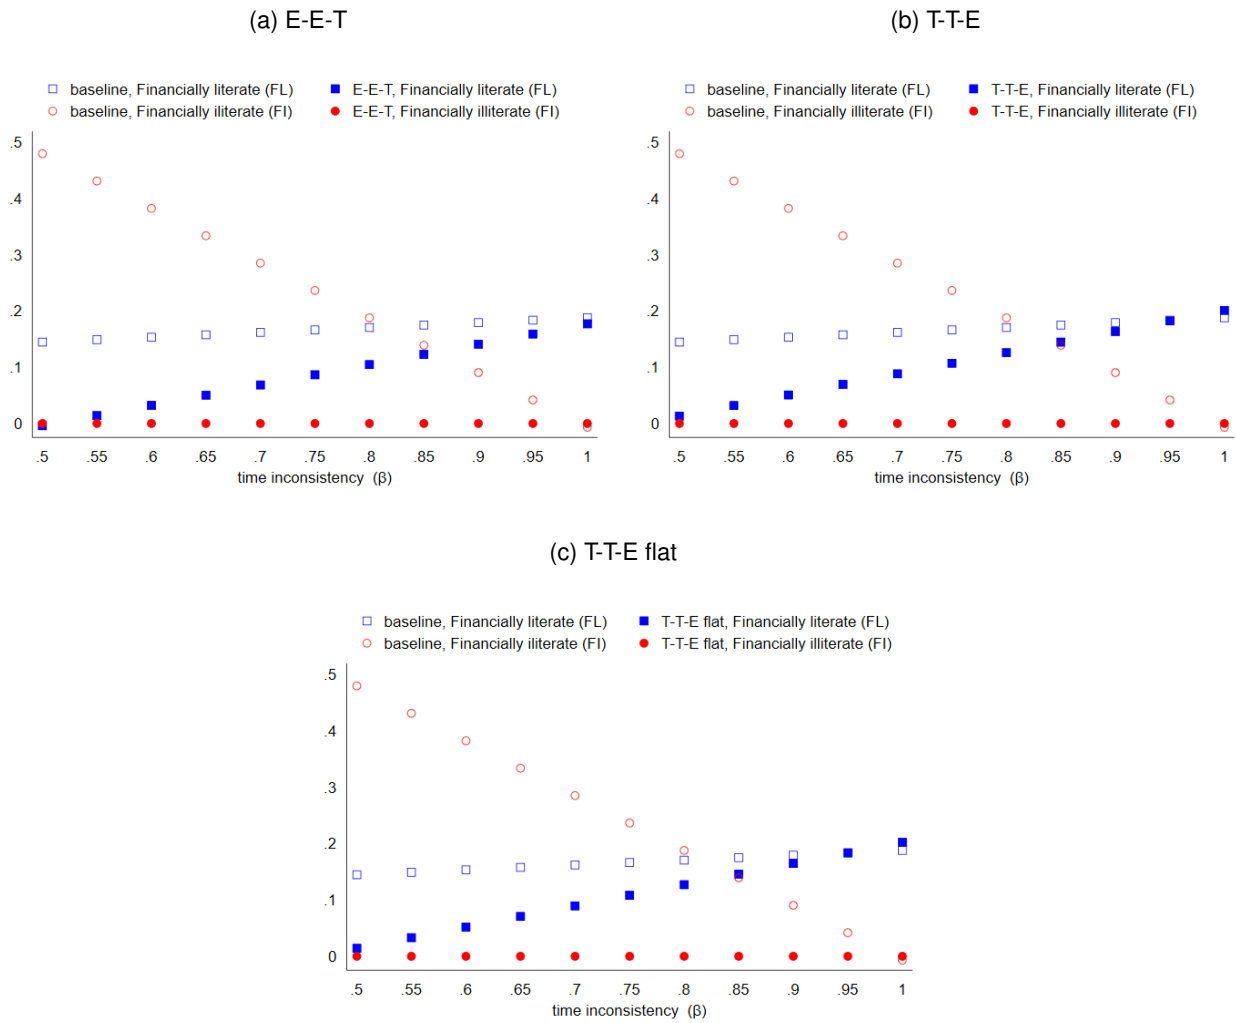 (a) E-E-T
baseline, Financially literate (FL) E-E-T, Financially literate (FL)
baseline, Financially iliterate (FI) E-E-T, Financially illiterate (FI)
.5
.4
.3
.2
.1
0
.5 .55 .6 .65 .7 .75 .8 .85 .9 .95 1
time inconsistency (β)
(b) T-T-E
baseline, Financially literate (FL) T-T-E, Financially literate (FL)
baseline, Financially iliterate (FI) T-T-E, Financially illiterate (FI)
.5
.4
.3
.2
.1
0
.5 .55 .6 .65 .7 .75 .8 .85 .9 .95 1
time inconsistency (β)
(c) T-T-E flat
baseline, Financially literate (FL) T-T-E flat, Financially literate (FL)
baseline, Financially iliterate (FI) T-T-E flat, Financially illiterate (FI)
.5
.4
.3
.2
.1
0
.5 .55 .6 .65 .7 .75 .8 .85 .9 .95 1
time inconsistency (β)